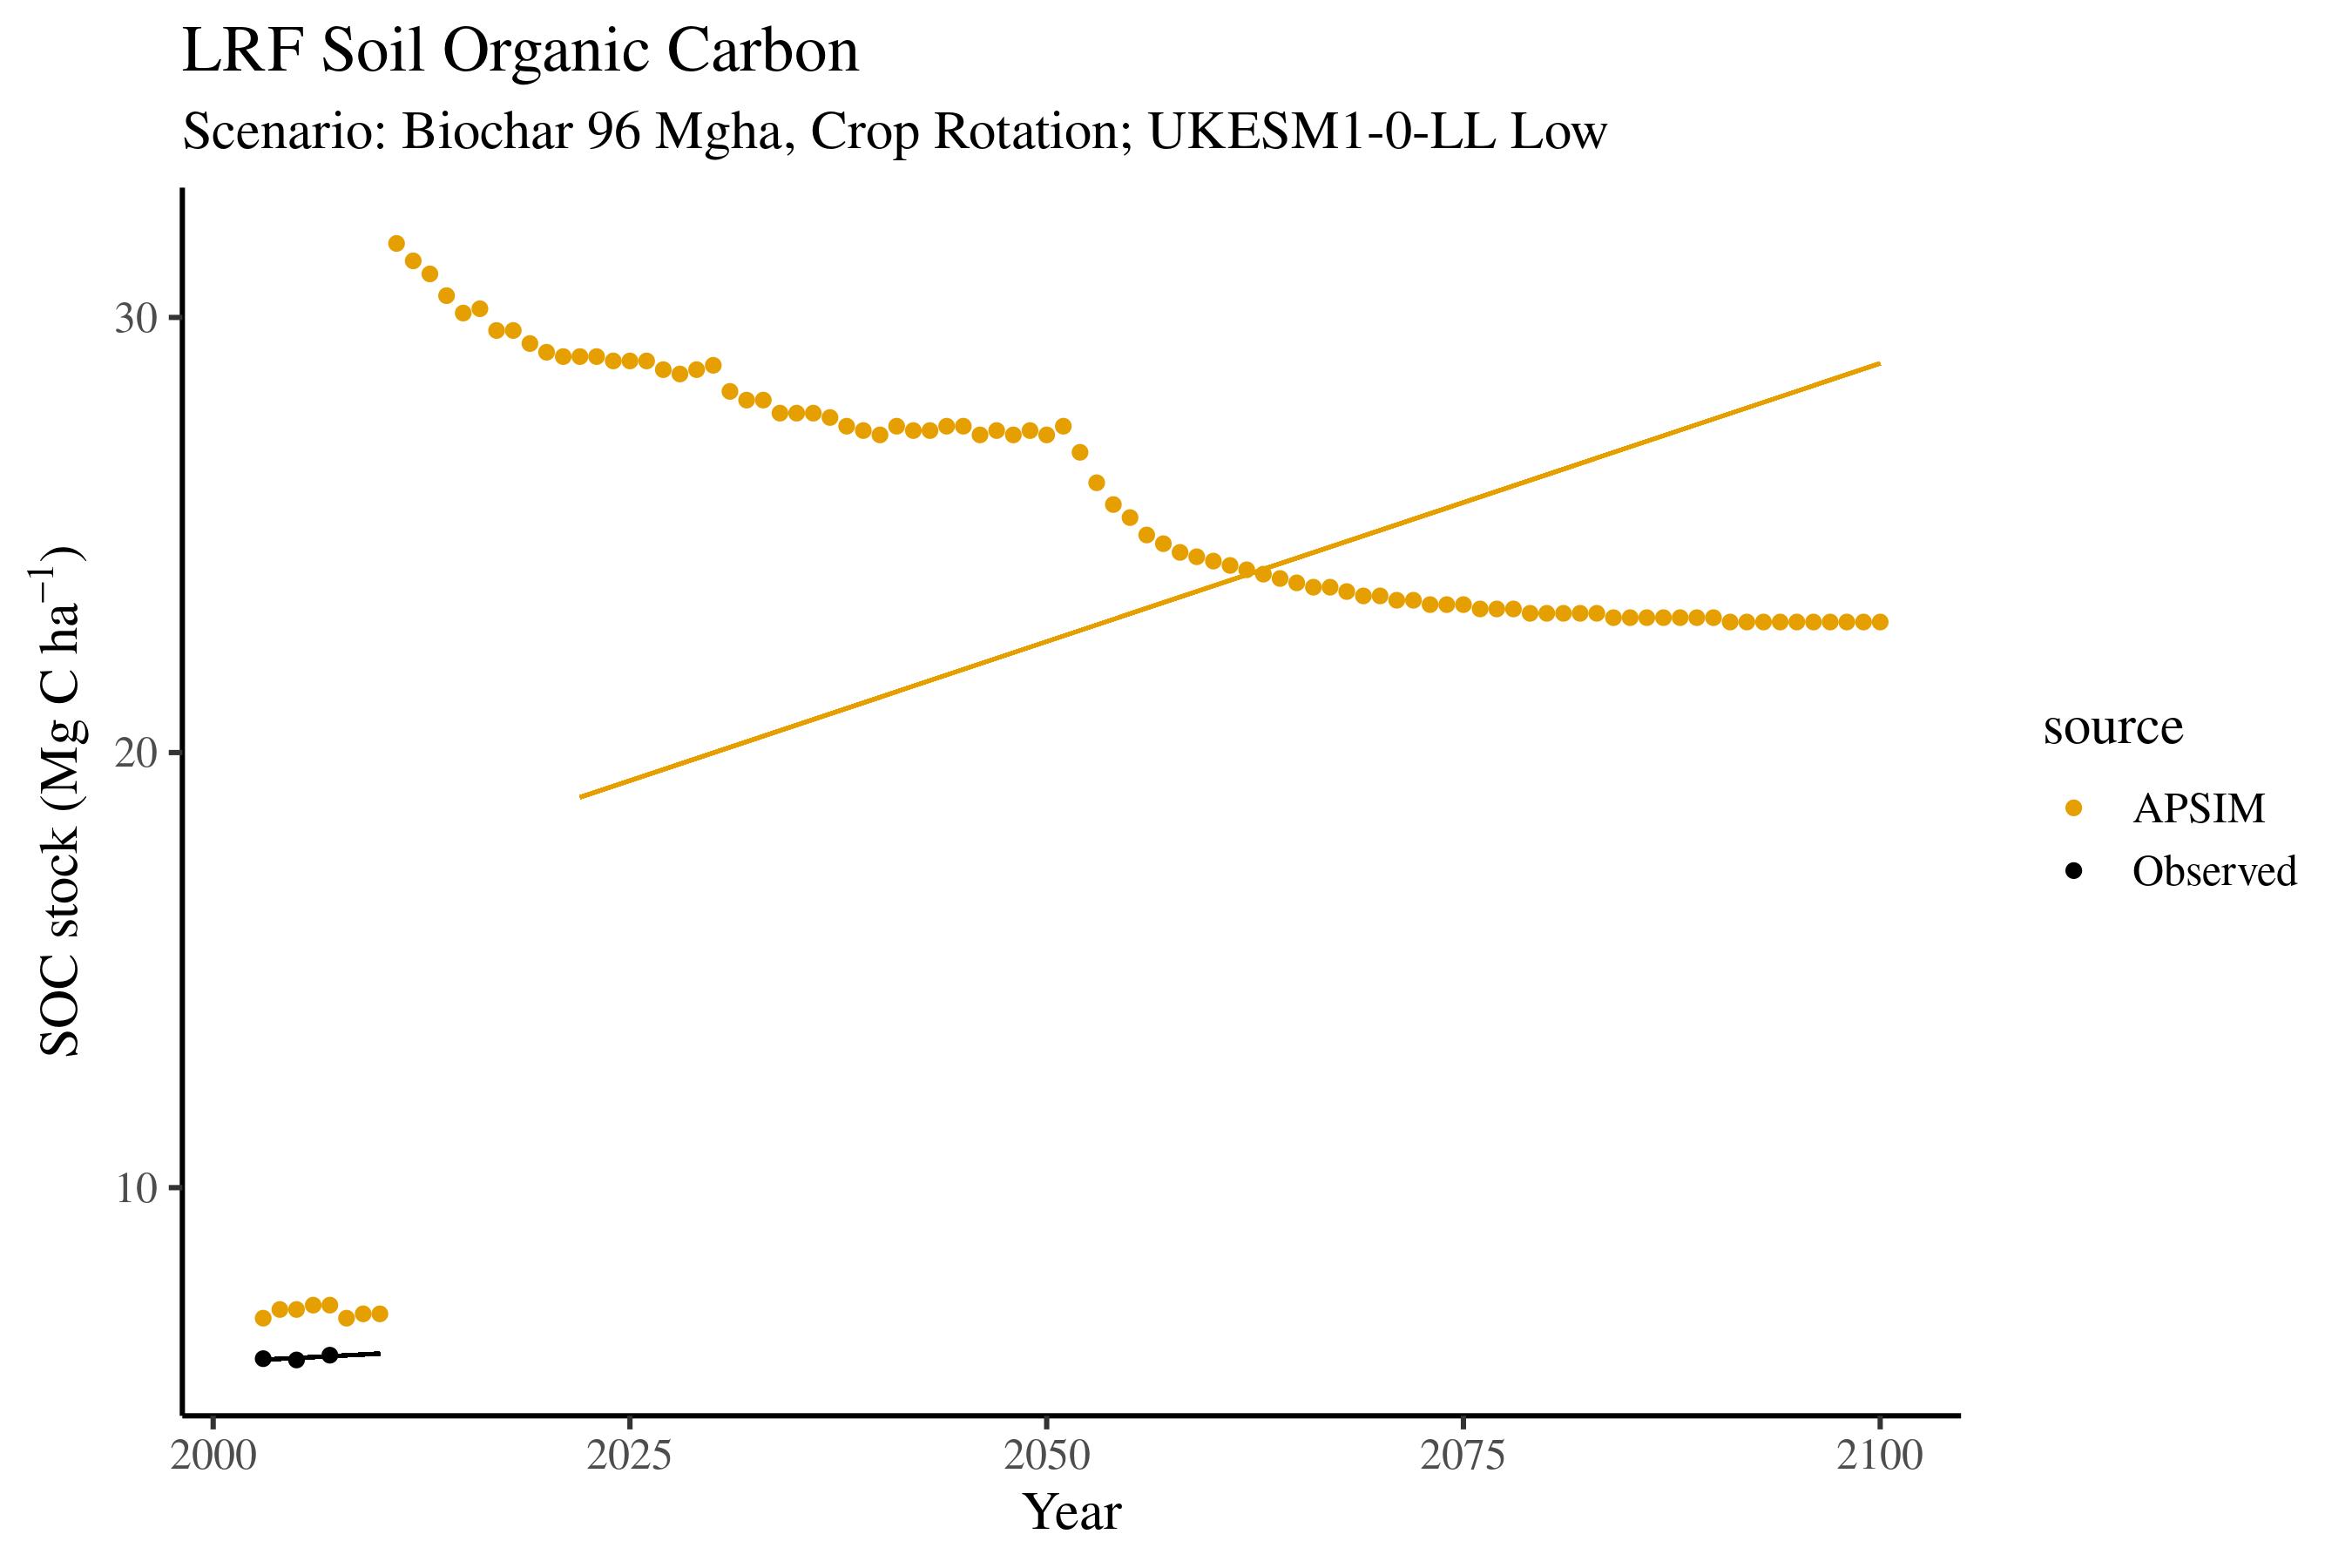 LRF Soil Organic Carbon
Scenario: Biochar 96 Mgha, Crop Rotation; UKESM1-0-LL Low
SOC stock (Mg C ha⁻¹)
30
20
10
2000 2025 2050 2075 2100
Year
source
APSIM
Observed